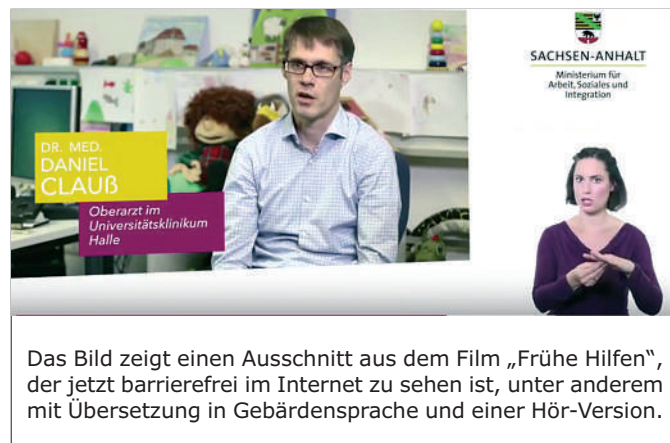 SACHSEN-ANHALT
Ministerium für
Arbeit, Soziales und
Integration
DR. MED.
DANIEL
CLAUß
Oberarzt im
Universitätsklinikum
Halle
Das Bild zeigt einen Ausschnitt aus dem Film „Frühe Hilfen“,
der jetzt barrierefrei im Internet zu sehen ist, unter anderem
mit Übersetzung in Gebärdensprache und einer Hör-Version.